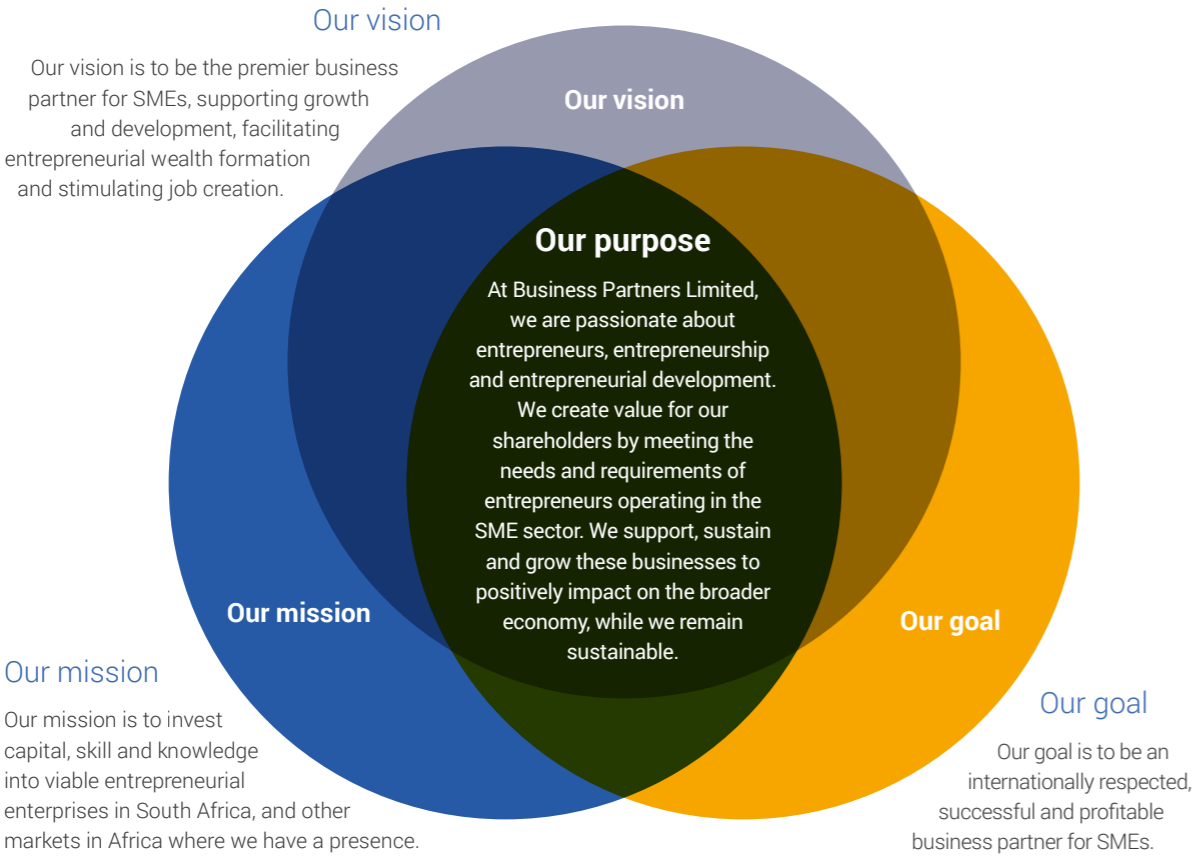 Our vision
Our vision is to be the premier business
partner for SMEs, supporting growth
and development, facilitating
entrepreneurial wealth formation
and stimulating job creation.
Our vision
Our purpose
At Business Partners Limited,
we are passionate about
entrepreneurs, entrepreneurship
and entrepreneurial development.
We create value for our
shareholders by meeting the
needs and requirements of
entrepreneurs operating in the
SME sector. We support, sustain
and grow these businesses to
positively impact on the broader
economy, while we remain
sustainable.
Our mission
Our goal
Our mission
Our mission is to invest
capital, skill and knowledge
into viable entrepreneurial
enterprises in South Africa, and other
markets in Africa where we have a presence.
Our goal
Our goal is to be an
internationally respected,
successful and profitable
business partner for SMEs.